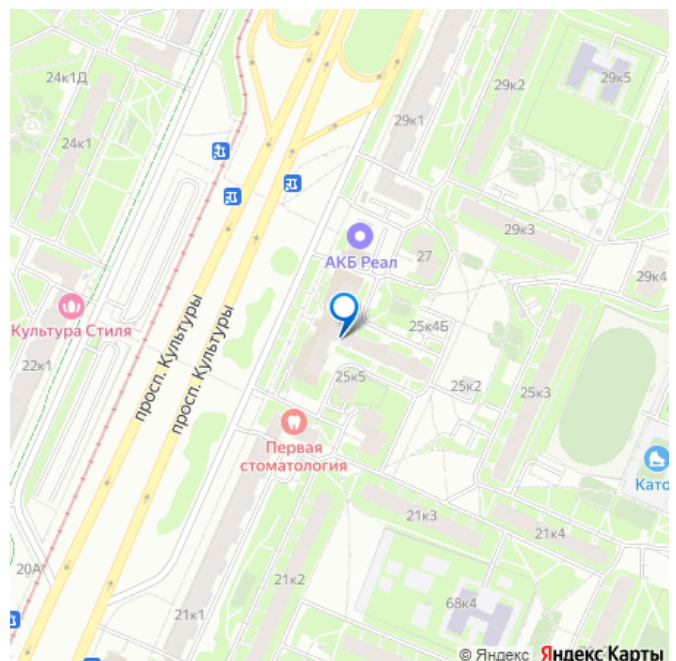 24к1Д
29к5
29к2
29к1
24к1
29к3
27
АКБ Реал
29к4
Культура Стиля
просп. Культуры
просп. Культуры
25к4Б
22к1
25к5
25к2
25к3
Первая
стоматология
Като
21к3
21к4
20А
21к2
68к4
21к1
© Яндекс Яндекс Карты